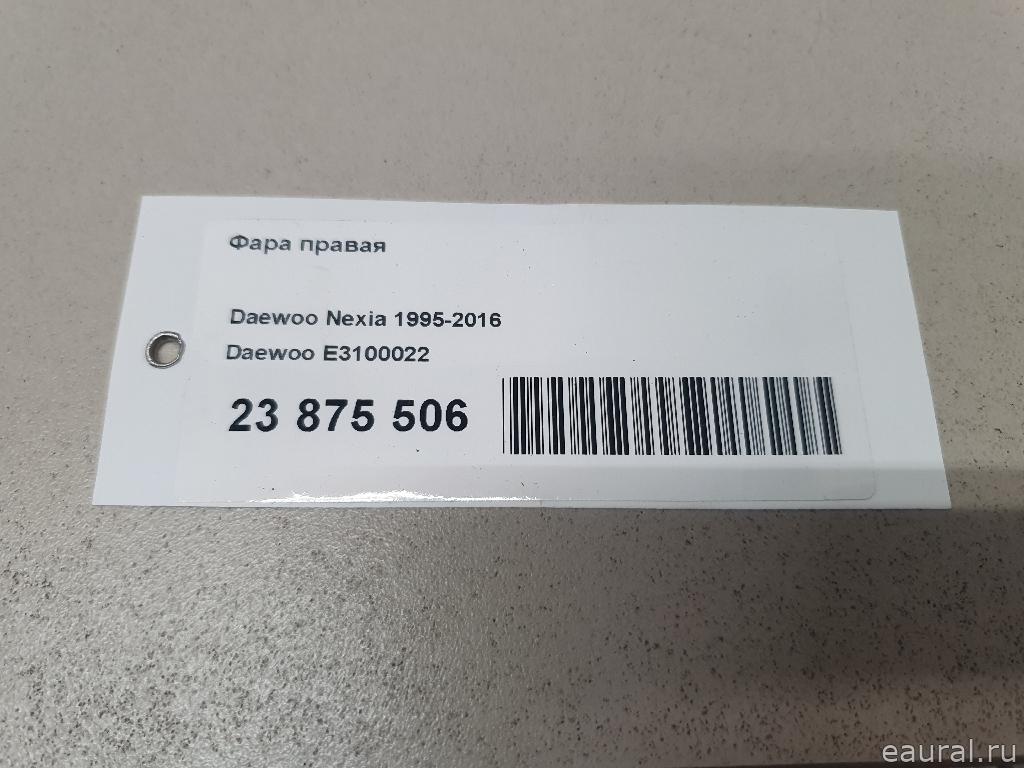 Фара правая
Daewoo Nexia 1995-2016
Daewoo E3100022
23 875 506
eaural.ru